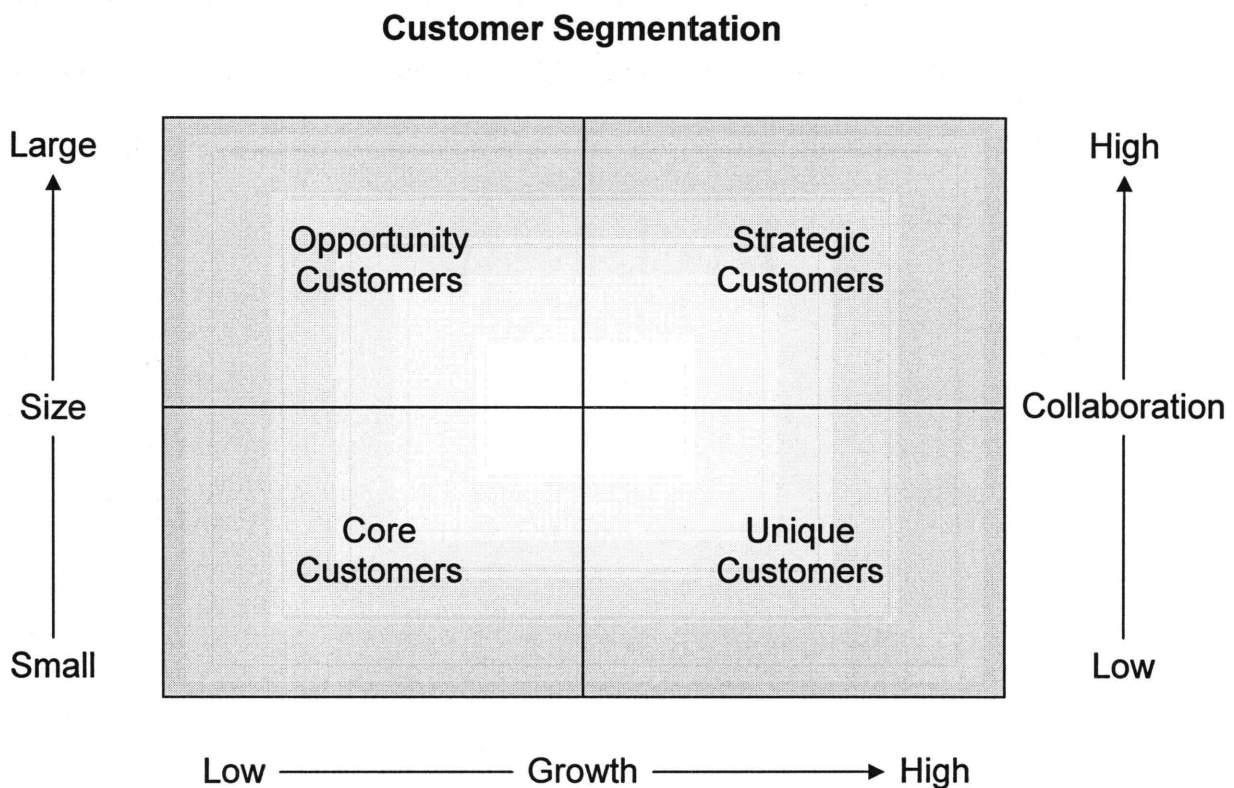 Customer Segmentation
Large
High
Opportunity
Customers
Strategic
Customers
Size
Collaboration
Core
Customers
Unique
Customers
Small
Low
Low
Growth
High